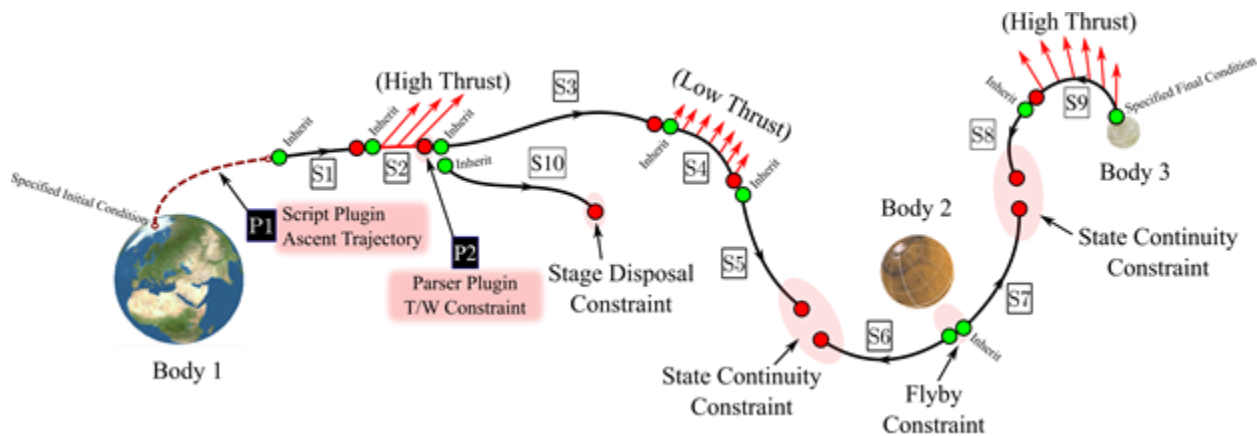 Specified Initial Condition
P1
Script Plugin
Ascent Trajectory
Body 1
Inherit
S1
Inherit
S2
(High Thrust)
Inherit
P2
Parser Plugin
T/W Constraint
S3
Inherit
S10
Stage Disposal
Constraint
Inherit
S4
(Low Thrust)
Inherit
S5
State Continuity
Constraint
S6
Body 2
Flyby
Constraint
Inherit
S7
State Continuity
Constraint
S8
Inherit
(High Thrust)
S9
Specified Final Condition
Body 3